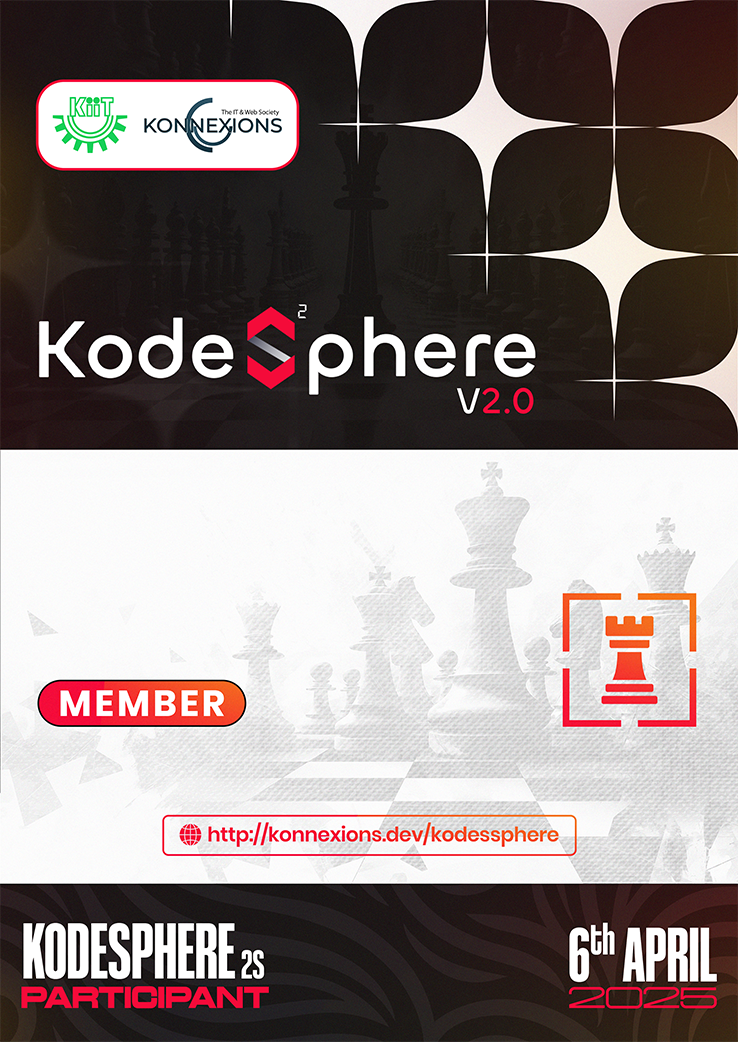 KiiT
The IT & Web Society
KONNEXIONS
KodeSphere
2
V2.0
MEMBER
http://konnexions.dev/kodessphere
KODESPHERE 2S
PARTICIPANT
6th APRIL
2025